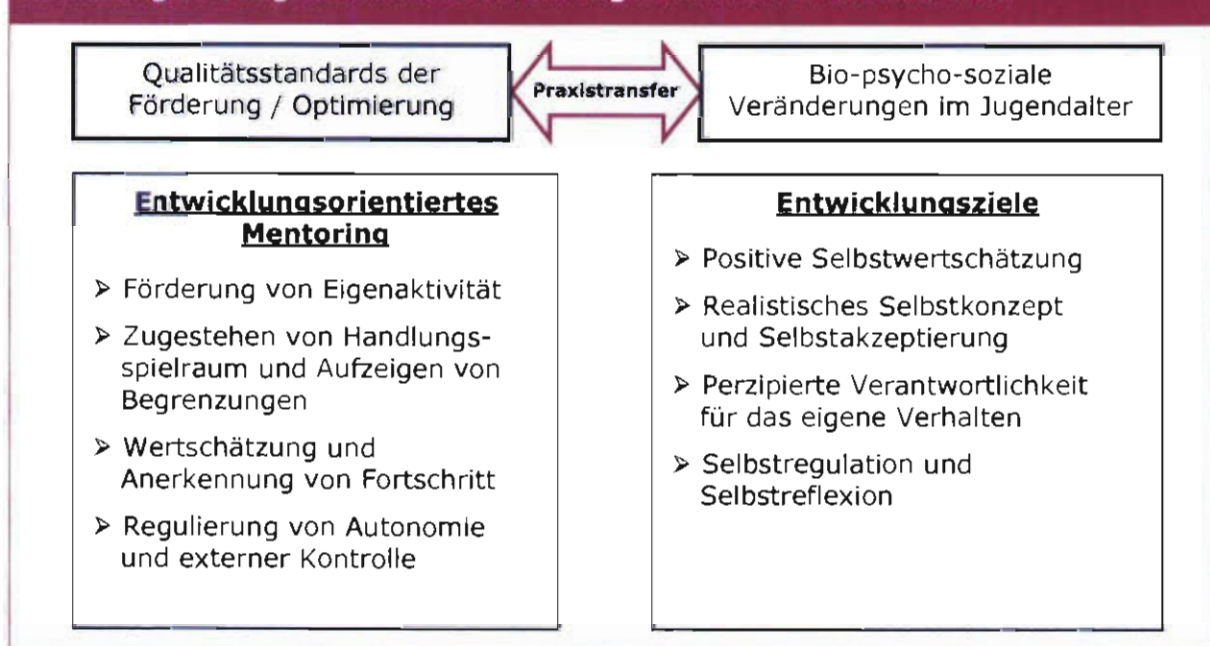 Qualitätsstandards der
Förderung / Optimierung
Praxistransfer
Bio-psycho-soziale
Veränderungen im Jugendalter
Entwicklungsorientiertes
Mentoring
➢ Förderung von Eigenaktivität
➢ Zugestehen von Handlungs-
spielraum und Aufzeigen von
Begrenzungen
➢ Wertschätzung und
Anerkennung von Fortschritt
➢ Regulierung von Autonomie
und externer Kontrolle
Entwicklungsziele
➢ Positive Selbstwertschätzung
➢ Realistisches Selbstkonzept
und Selbstakzeptierung
➢ Perzipierte Verantwortlichkeit
für das eigene Verhalten
➢ Selbstregulation und
Selbstreflexion